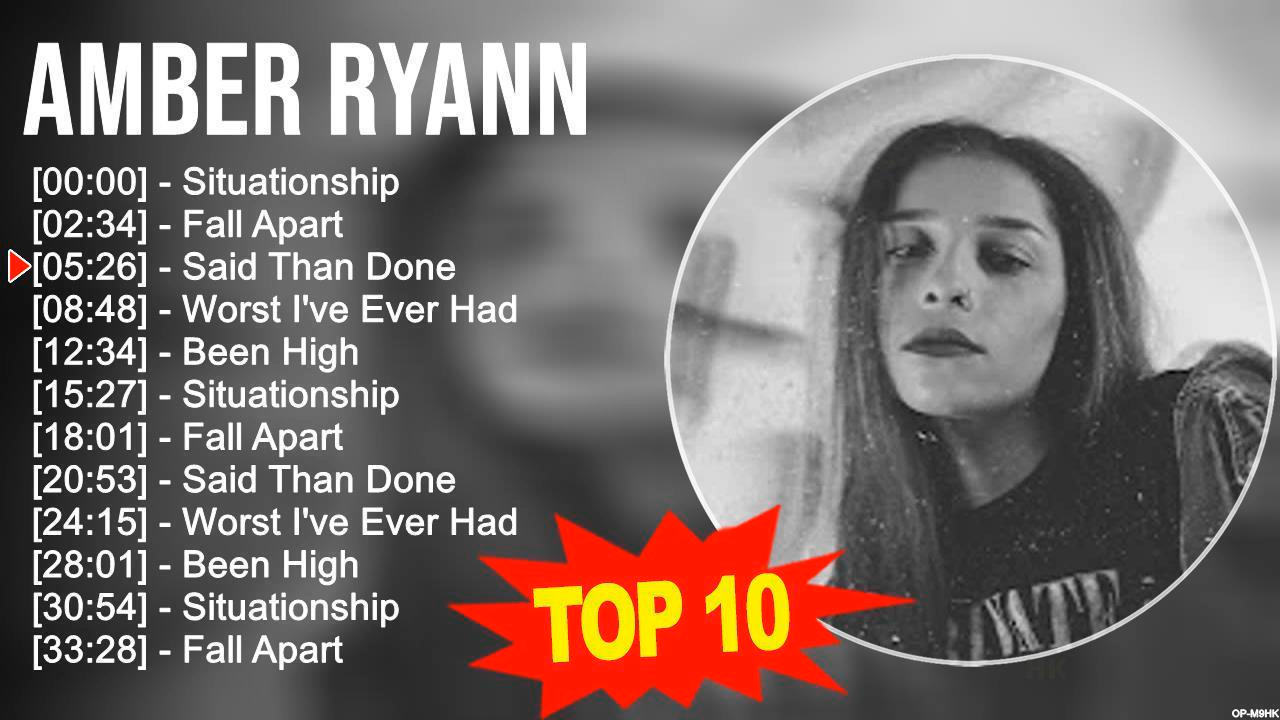 AMBER RYANN
[00:00] - Situationship
[02:34] - Fall Apart
[05:26] - Said Than Done
[08:48] - Worst I've Ever Had
[12:34] - Been High
[15:27] - Situationship
[18:01] - Fall Apart
[20:53] - Said Than Done
[24:15] - Worst I've Ever Had
[28:01] - Been High
[30:54] - Situationship
[33:28] - Fall Apart
TOP 10
HK
OP-M9HK